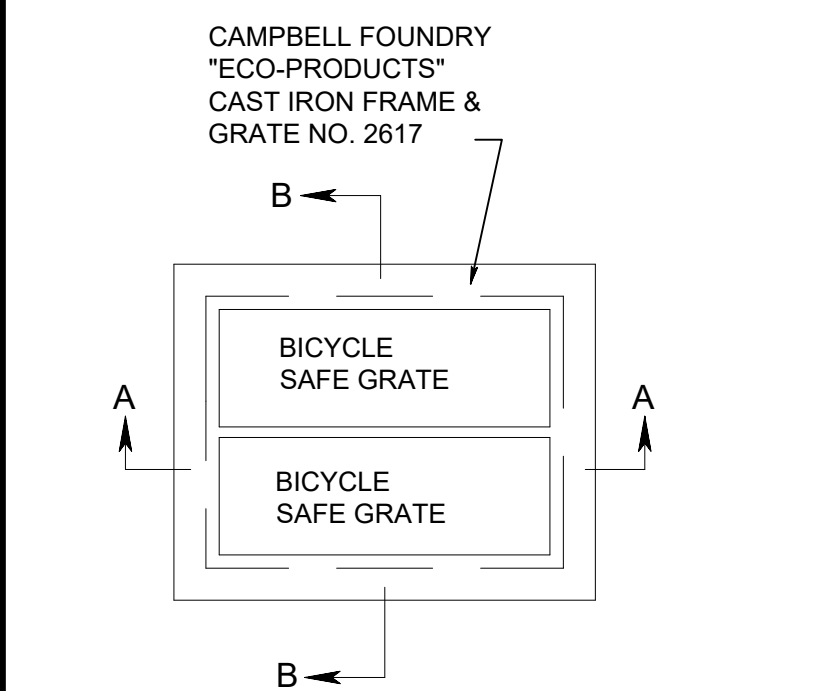 CAMPBELL FOUNDRY
"ECO-PRODUCTS"
CAST IRON FRAME &
GRATE NO. 2617
B
BICYCLE
SAFE GRATE
A
A
BICYCLE
SAFE GRATE
B